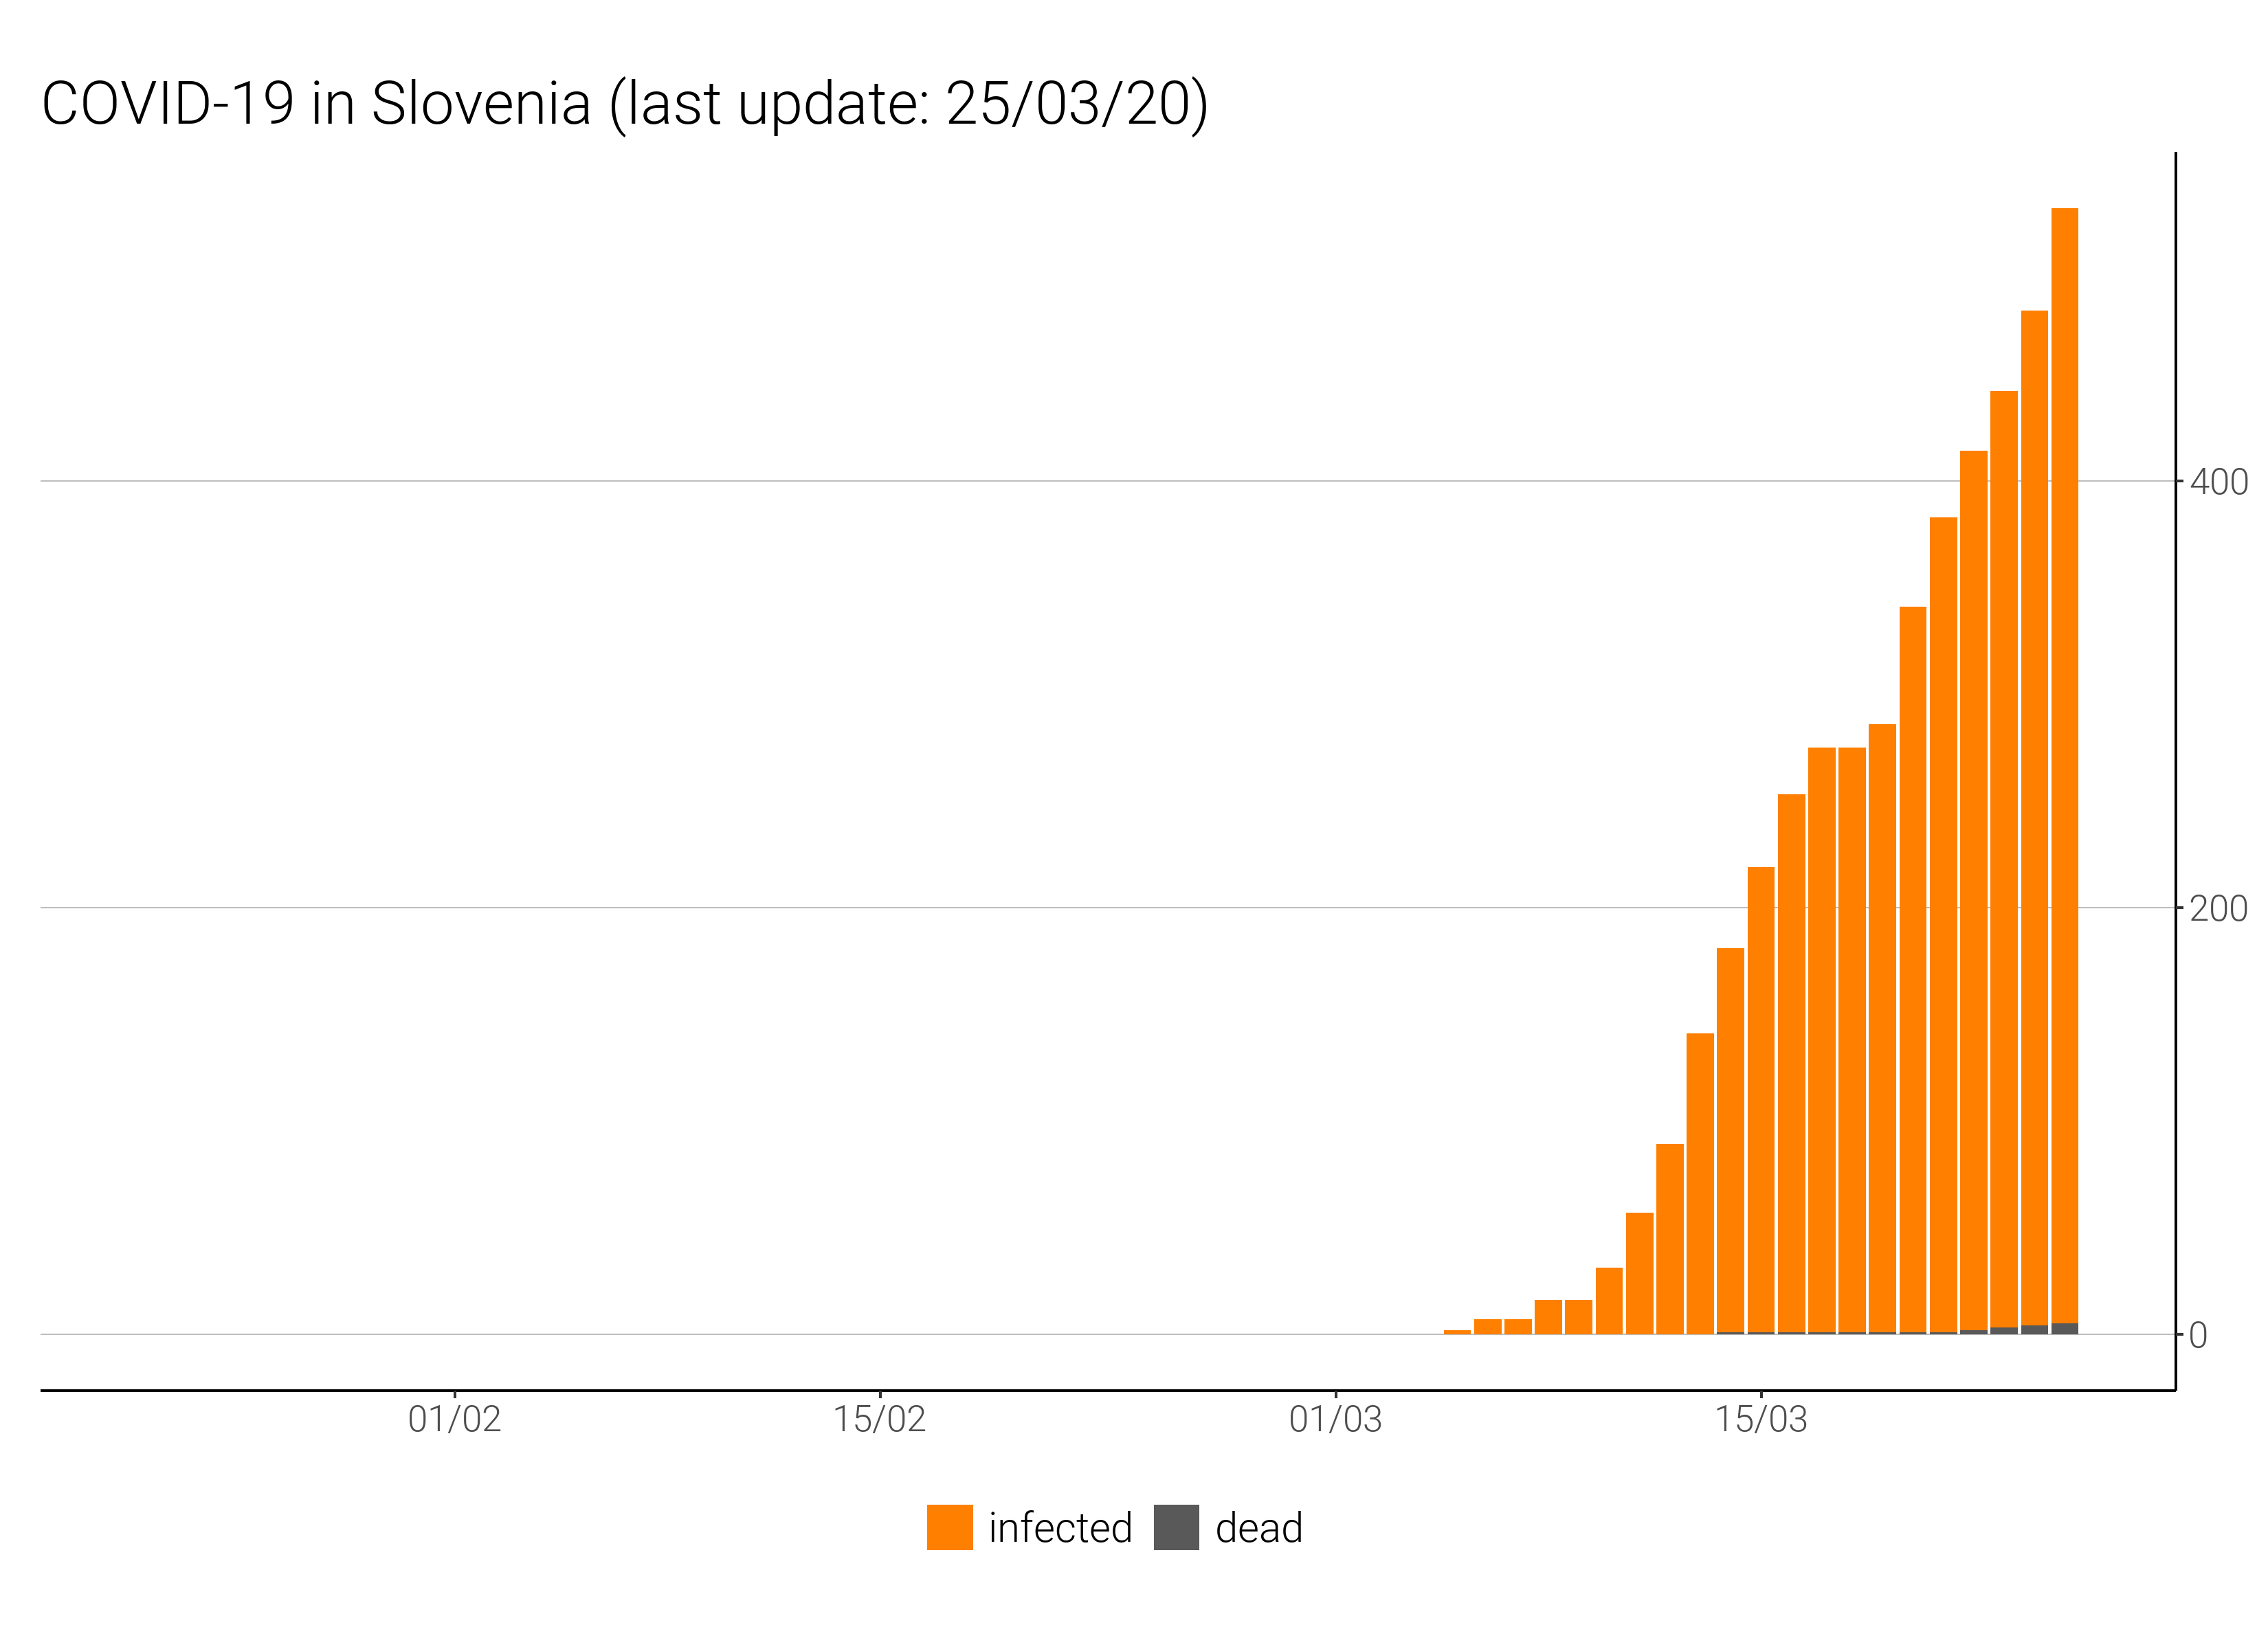 COVID-19 in Slovenia (last update: 25/03/20)
400
200
0
01/02 15/02 01/03 15/03
infected dead